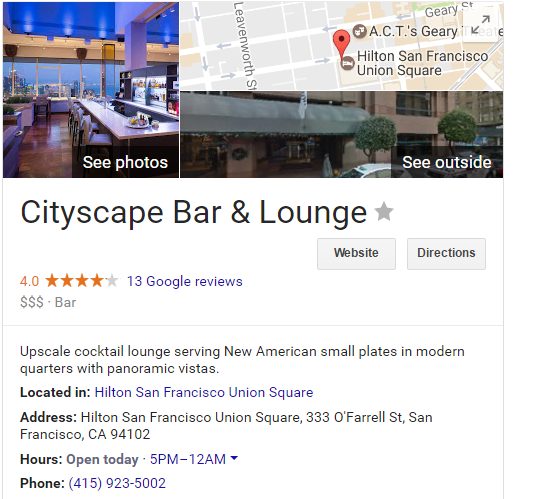 Leavenworth St
Geary St
A.C.T.'s Geary Theate
Hilton San Francisco
Union Square
See photos
See outside
Cityscape Bar & Lounge
Website
Directions
4.0
13 Google reviews
$$$ · Bar
Upscale cocktail lounge serving New American small plates in modern
quarters with panoramic vistas.
Located in: Hilton San Francisco Union Square
Address: Hilton San Francisco Union Square, 333 O'Farrell St, San
Francisco, CA 94102
Hours: Open today · 5PM–12AM
Phone: (415) 923-5002